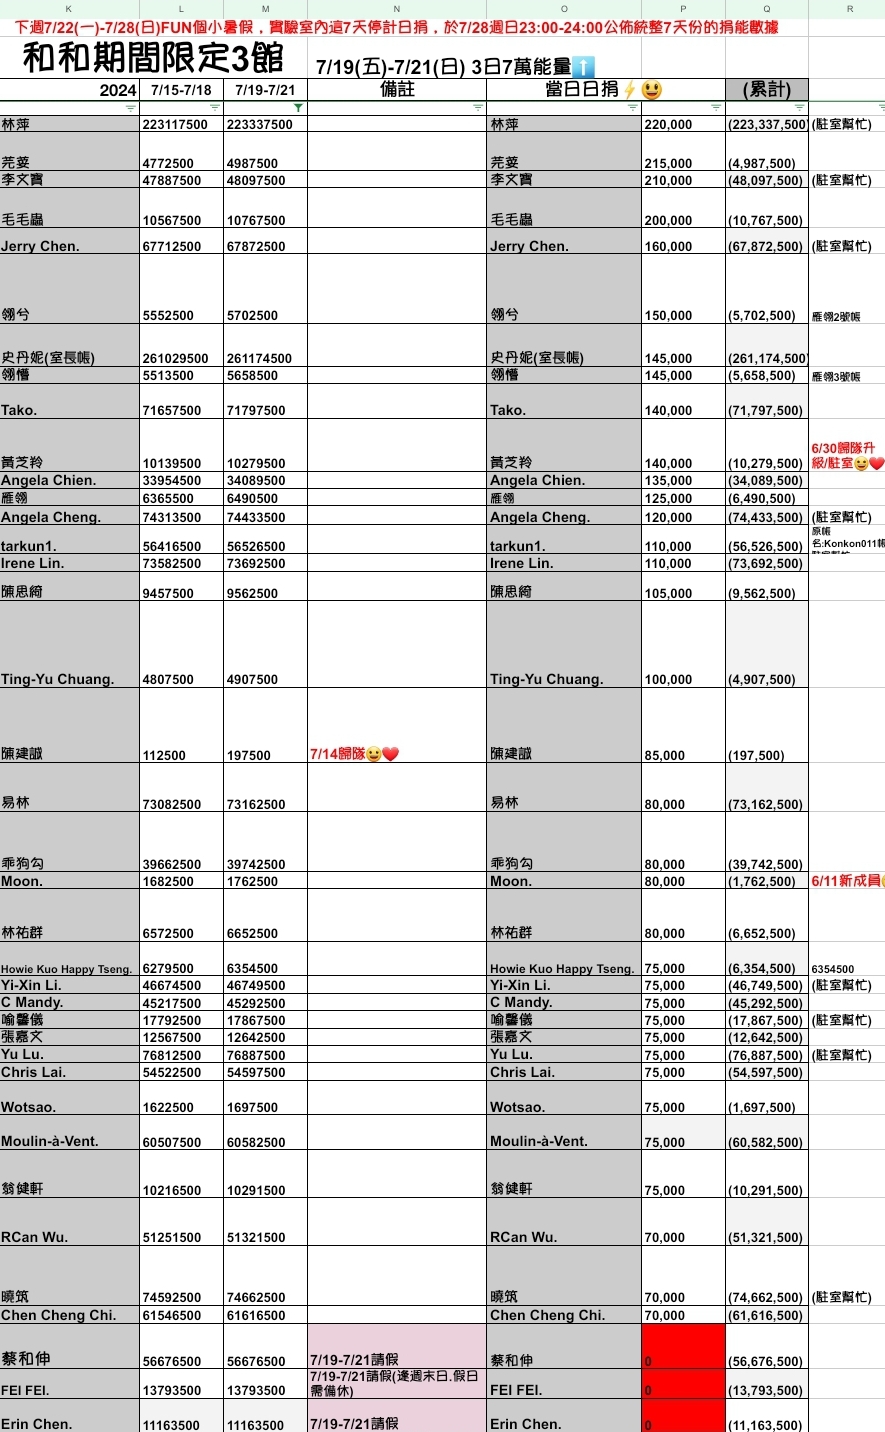 K L M N O P Q R
下週7/22(一)-7/28(日)FUN個小暑假，實驗室內這7天停計日捐，於7/28週日23:00-24:00公佈統整7天份的捐能數據
和和期間限定3館 7/19(五)-7/21(日) 3日7萬能量⬆️
2024 7/15-7/18 7/19-7/21 備註 當日日捐⚡😃 (累計)
林萍 223117500 223337500 林萍 220,000 (223,337,500) (駐室幫忙)
芫荽 4772500 4987500 芫荽 215,000 (4,987,500)
李文寶 47887500 48097500 李文寶 210,000 (48,097,500) (駐室幫忙)
毛毛蟲 10567500 10767500 毛毛蟲 200,000 (10,767,500)
Jerry Chen. 67712500 67872500 Jerry Chen. 160,000 (67,872,500) (駐室幫忙)
翎兮 5552500 5702500 翎兮 150,000 (5,702,500) 雁翎2號帳
史丹妮(室長帳) 261029500 261174500 史丹妮(室長帳) 145,000 (261,174,500)
翎懵 5513500 5658500 翎懵 145,000 (5,658,500) 雁翎3號帳
Tako. 71657500 71797500 Tako. 140,000 (71,797,500)
黃芝羚 10139500 10279500 黃芝羚 140,000 (10,279,500) 6/30歸隊升
級/駐室😀❤️
Angela Chien. 33954500 34089500 Angela Chien. 135,000 (34,089,500)
雁翎 6365500 6490500 雁翎 125,000 (6,490,500)
Angela Cheng. 74313500 74433500 Angela Cheng. 120,000 (74,433,500) (駐室幫忙)
tarkun1. 56416500 56526500 tarkun1. 110,000 (56,526,500) 原帳
名:Konkon011帳
Irene Lin. 73582500 73692500 Irene Lin. 110,000 (73,692,500)
陳思綺 9457500 9562500 陳思綺 105,000 (9,562,500)
Ting-Yu Chuang. 4807500 4907500 Ting-Yu Chuang. 100,000 (4,907,500)
陳建誠 112500 197500 7/14歸隊😀❤️ 陳建誠 85,000 (197,500)
易林 73082500 73162500 易林 80,000 (73,162,500)
乖狗勾 39662500 39742500 乖狗勾 80,000 (39,742,500)
Moon. 1682500 1762500 Moon. 80,000 (1,762,500) 6/11新成員
林祐群 6572500 6652500 林祐群 80,000 (6,652,500)
Howie Kuo Happy Tseng. 6279500 6354500 Howie Kuo Happy Tseng. 75,000 (6,354,500) 6354500
Yi-Xin Li. 46674500 46749500 Yi-Xin Li. 75,000 (46,749,500) (駐室幫忙)
C Mandy. 45217500 45292500 C Mandy. 75,000 (45,292,500)
喻馨儀 17792500 17867500 喻馨儀 75,000 (17,867,500) (駐室幫忙)
張嘉文 12567500 12642500 張嘉文 75,000 (12,642,500)
Yu Lu. 76812500 76887500 Yu Lu. 75,000 (76,887,500) (駐室幫忙)
Chris Lai. 54522500 54597500 Chris Lai. 75,000 (54,597,500)
Wotsao. 1622500 1697500 Wotsao. 75,000 (1,697,500)
Moulin-à-Vent. 60507500 60582500 Moulin-à-Vent. 75,000 (60,582,500)
翁健軒 10216500 10291500 翁健軒 75,000 (10,291,500)
RCan Wu. 51251500 51321500 RCan Wu. 70,000 (51,321,500)
曉筑 74592500 74662500 曉筑 70,000 (74,662,500) (駐室幫忙)
Chen Cheng Chi. 61546500 61616500 Chen Cheng Chi. 70,000 (61,616,500)
蔡和伸 56676500 56676500 7/19-7/21請假 蔡和伸 0 (56,676,500)
7/19-7/21請假(逢週末日.假日
FEI FEI. 13793500 13793500 需備休) FEI FEI. 0 (13,793,500)
Erin Chen. 11163500 11163500 7/19-7/21請假 Erin Chen. 0 (11,163,500)